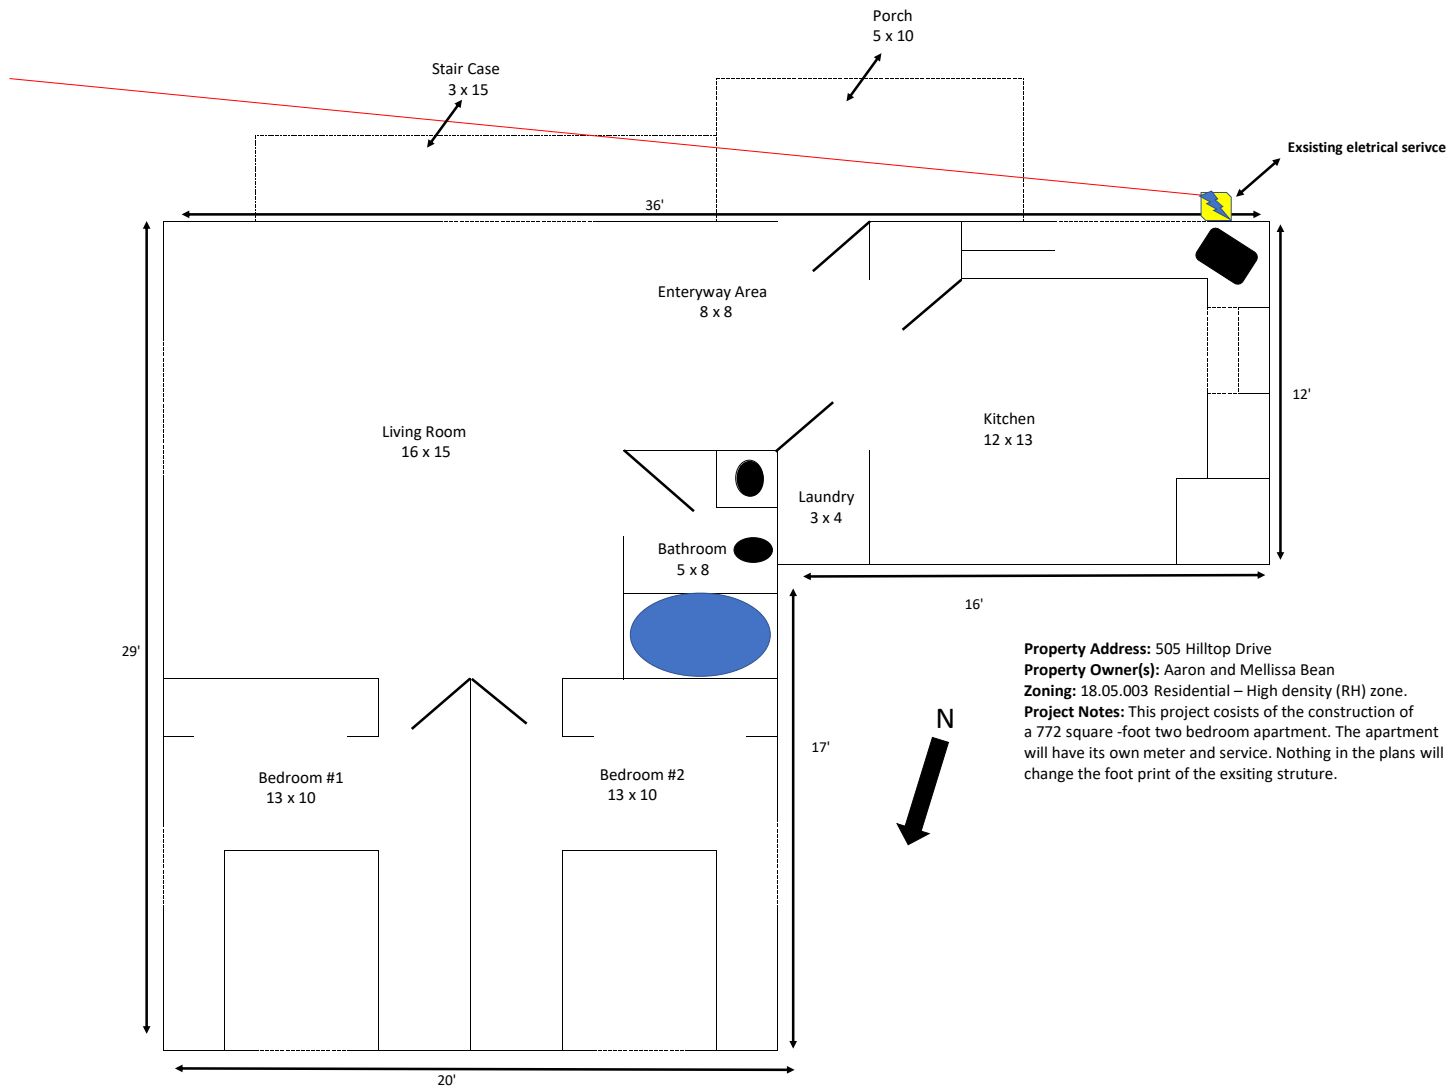 Porch
5 x 10
Stair Case
3 x 15
Exsisting eletrical serivce
36'
Enteryway Area
8 x 8
12'
Living Room
16 x 15
Kitchen
12 x 13
Laundry
3 x 4
Bathroom
5 x 8
16'
29'
Property Address: 505 Hilltop Drive
Property Owner(s): Aaron and Mellissa Bean
Zoning: 18.05.003 Residential – High density (RH) zone.
Project Notes: This project cosists of the construction of
a 772 square -foot two bedroom apartment. The apartment
will have its own meter and service. Nothing in the plans will
change the foot print of the exsiting struture.
N
17'
Bedroom #1
13 x 10
Bedroom #2
13 x 10
20'